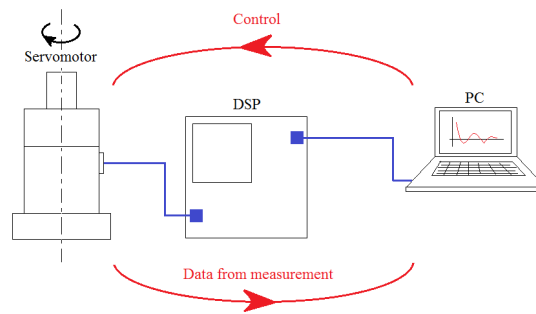 Control
Servomotor
DSP
PC
Data from measurement